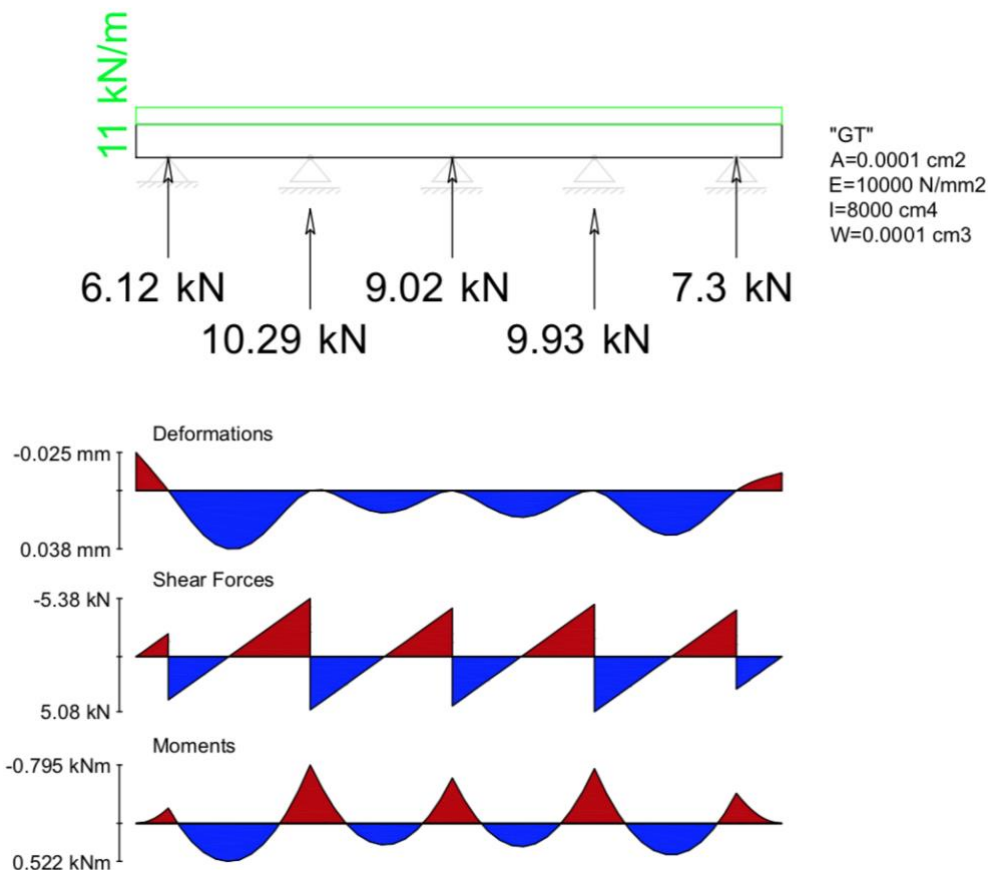 11 kN/m
"GT"
A=0.0001 cm2
E=10000 N/mm2
I=8000 cm4
W=0.0001 cm3
6.12 kN
9.02 kN
7.3 kN
10.29 kN
9.93 kN
Deformations
-0.025 mm
0.038 mm
Shear Forces
-5.38 kN
5.08 kN
Moments
-0.795 kNm
0.522 kNm